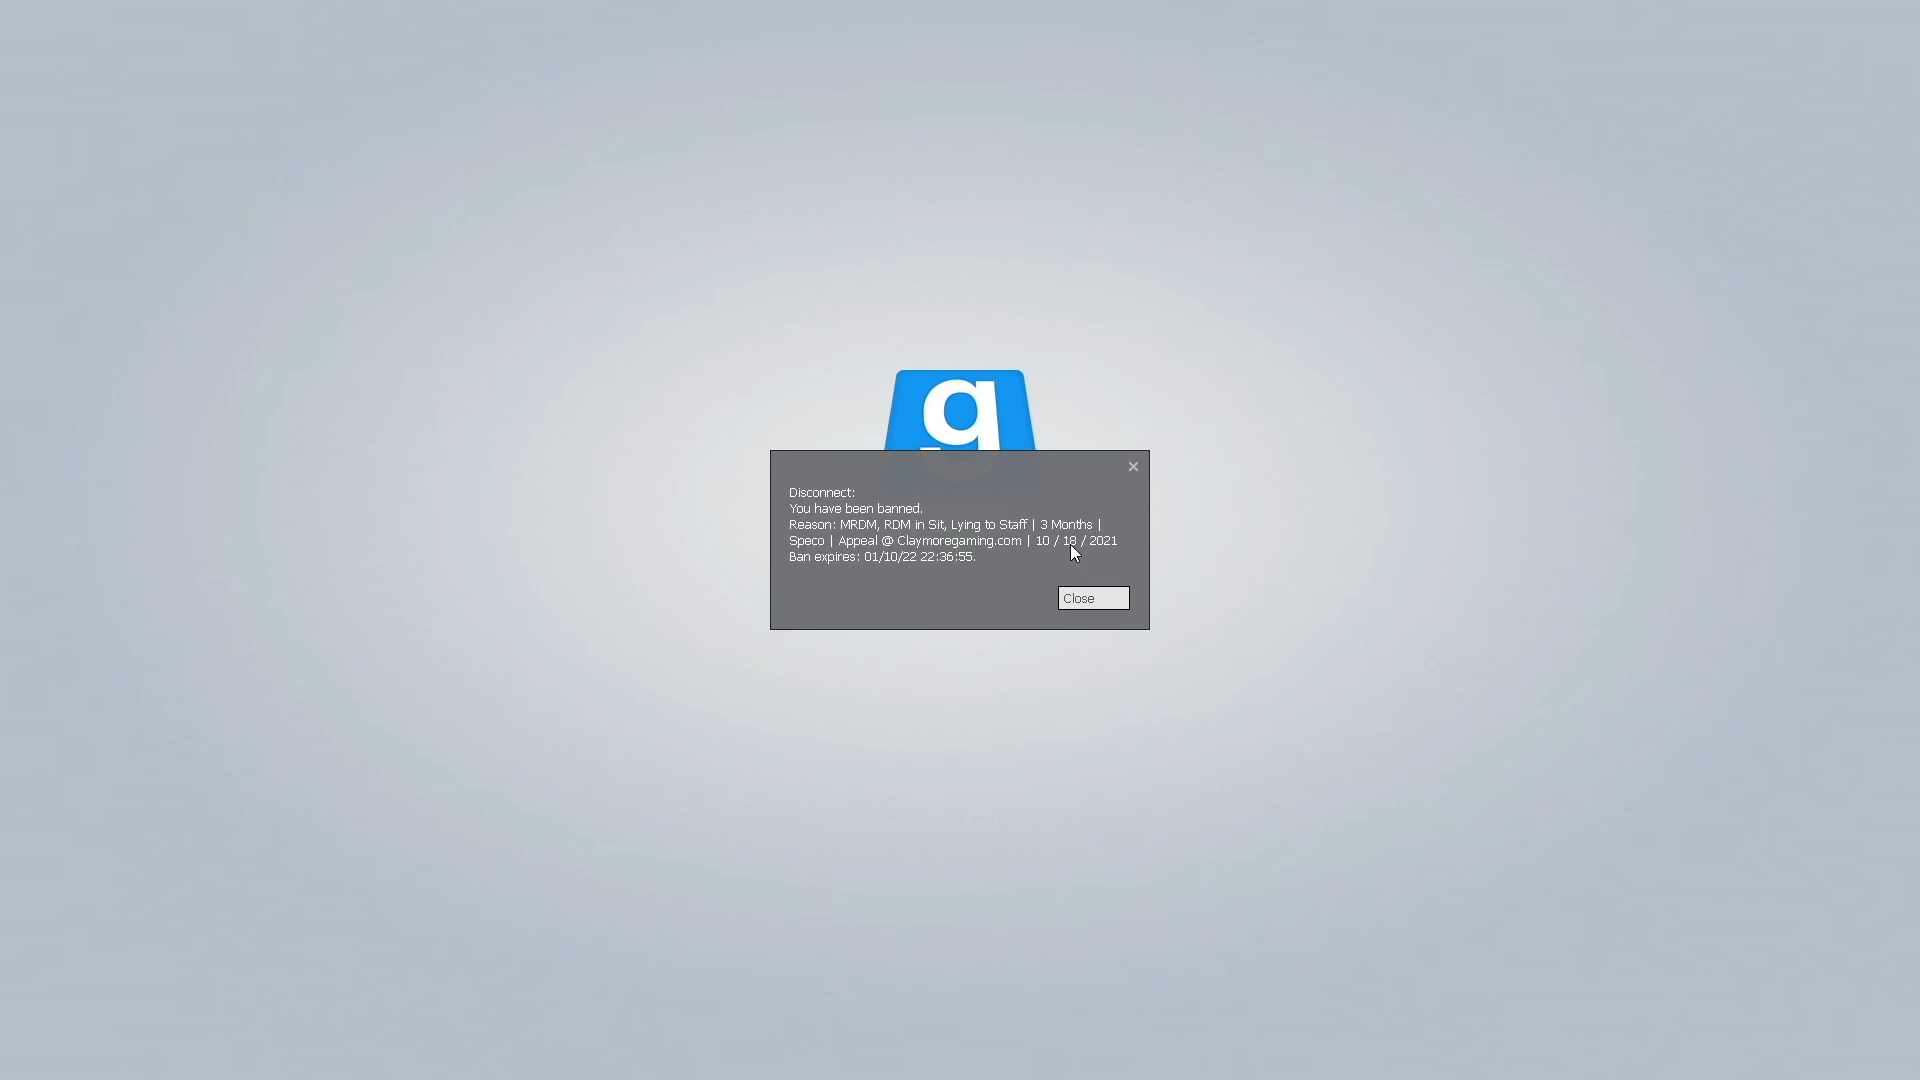 g
Disconnect:
You have been banned.
Reason: MRDM, RDM in Sit, Lying to Staff | 3 Months |
Speco | Appeal @ Claymoregaming.com | 10 / 18 / 2021
Ban expires: 01/10/22 22:36:55.
Close